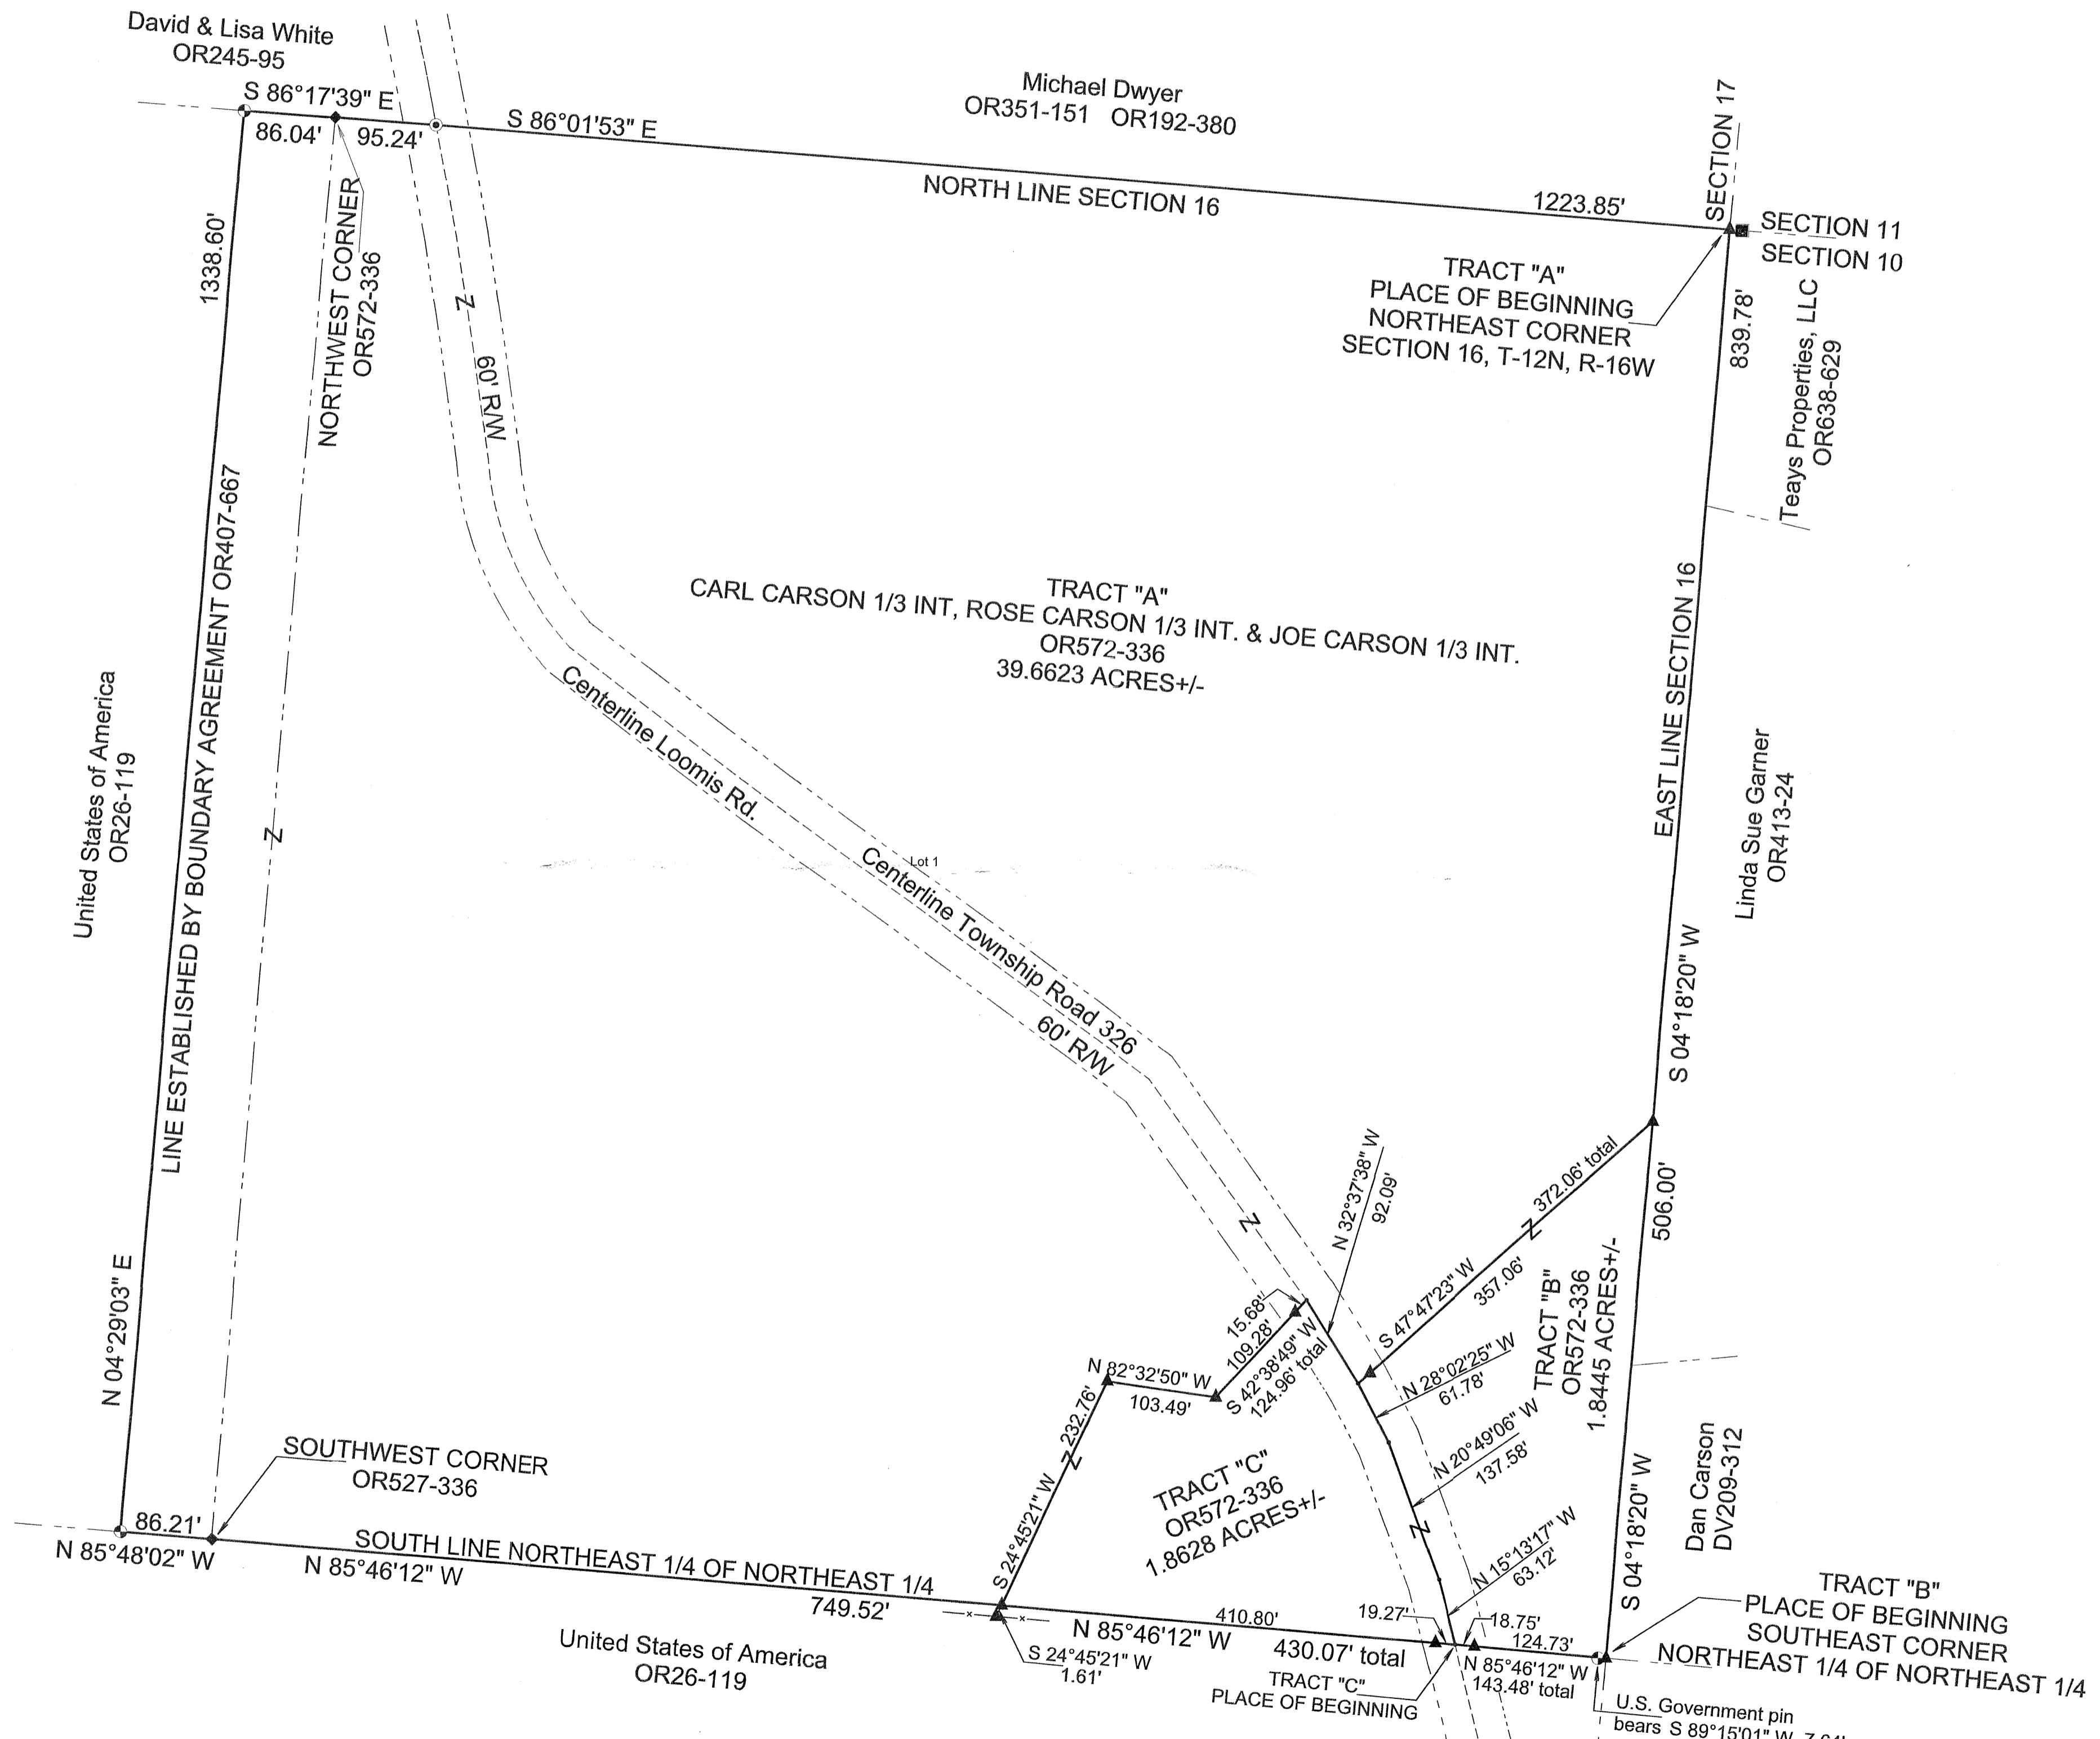 David & Lisa White
OR245-95
S 86°17'39" E
86.04'
95.24'
S 86°01'53" E
Michael Dwyer
OR351-151 OR192-380
NORTH LINE SECTION 16
1223.85'
SECTION 17
SECTION 11
SECTION 10
TRACT "A"
PLACE OF BEGINNING
NORTHEAST CORNER
SECTION 16, T-12N, R-16W
839.78'
Teays Properties, LLC
OR638-629
1338.60'
NORTHWEST CORNER
OR572-336
Z
60' R/W
LINE ESTABLISHED BY BOUNDARY AGREEMENT OR407-667
TRACT "A"
CARL CARSON 1/3 INT, ROSE CARSON 1/3 INT. & JOE CARSON 1/3 INT.
OR572-336
39.6623 ACRES+/-
EAST LINE SECTION 16
Centerline Loomis Rd.
United States of America
OR26-119
Z
Linda Sue Garner
OR413-24
Lot 1
Centerline Township Road 326
60' R/W
S 04°18'20" W
N 32°37'38" W
92.09'
Z
372.06' total
Z
S 47°47'23" W
357.06'
506.00'
N 04°29'03" E
15.68'
109.28'
S 42°38'49" W
124.96' total
N 82°32'50" W
103.49'
N 28°02'25" W
61.78'
TRACT "B"
OR572-336
1.8445 ACRES+/-
N 20°49'06" W
137.58'
232.76'
Z
S 24°45'21" W
TRACT "C"
OR572-336
1.8628 ACRES+/-
Z
N 15°13'17" W
63.12'
S 04°18'20" W
Dan Carson
DV209-312
SOUTHWEST CORNER
OR527-336
86.21'
N 85°48'02" W
SOUTH LINE NORTHEAST 1/4 OF NORTHEAST 1/4
N 85°46'12" W
749.52'
x
x
S 24°45'21" W
1.61'
410.80'
N 85°46'12" W
430.07' total
19.27'
18.75'
124.73'
N 85°46'12" W
143.48' total
TRACT "C"
PLACE OF BEGINNING
TRACT "B"
PLACE OF BEGINNING
SOUTHEAST CORNER
NORTHEAST 1/4 OF NORTHEAST 1/4
United States of America
OR26-119
U.S. Government pin
bears S 89°15'01" W